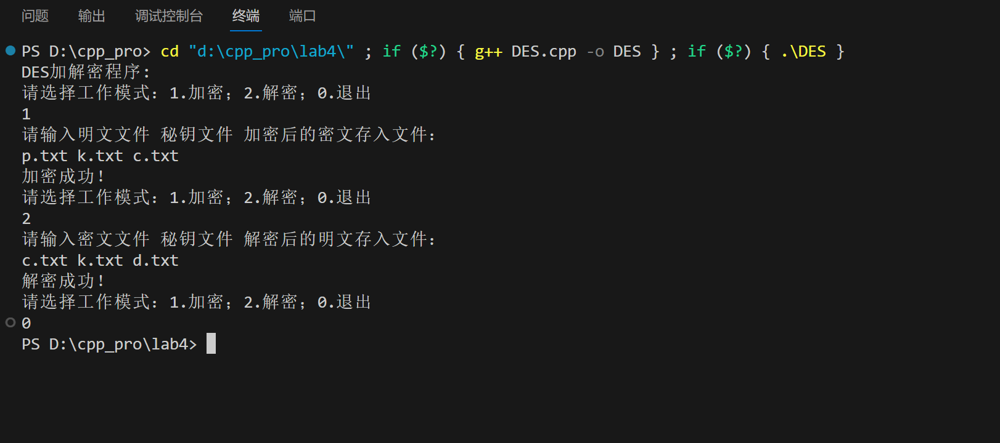 问题 输出 调试控制台 终端 端口
PS D:\cpp_pro> cd "d:\cpp_pro\lab4\" ; if ($?) { g++ DES.cpp -o DES } ; if ($?) { .\DES }
DES加解密程序:
请选择工作模式: 1.加密; 2.解密; 0.退出
1
请输入明文文件 秘钥文件 加密后的密文存入文件:
p.txt k.txt c.txt
加密成功!
请选择工作模式: 1.加密; 2.解密; 0.退出
2
请输入密文文件 秘钥文件 解密后的明文存入文件:
c.txt k.txt d.txt
解密成功!
请选择工作模式: 1.加密; 2.解密; 0.退出
0
PS D:\cpp_pro\lab4>